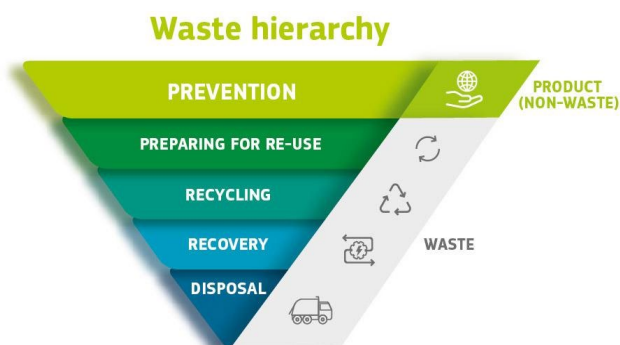 Waste hierarchy
PREVENTION
PRODUCT
(NON-WASTE)
PREPARING FOR RE-USE
RECYCLING
RECOVERY
WASTE
DISPOSAL